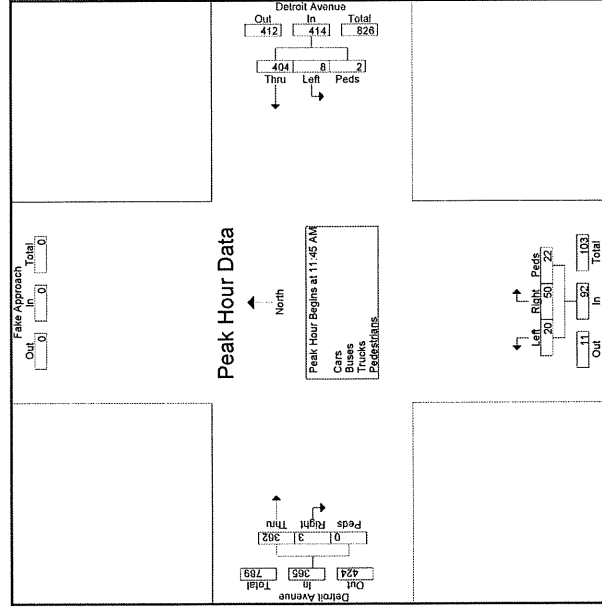 Detroit Avenue
Out In Total
412 414 826
404 8 2
Thru Left Peds
Fake Approach
Out In Total
0 0 0
Peak Hour Data
North
Peak Hour Begins at 11:45 AM
Cars
Buses
Trucks
Pedestrians
Left Right Peds
20 50 22
11 92 103
Out In Total
Detroit Avenue
Out In Total
424 365 789
Peds Right Thru
0 3 362